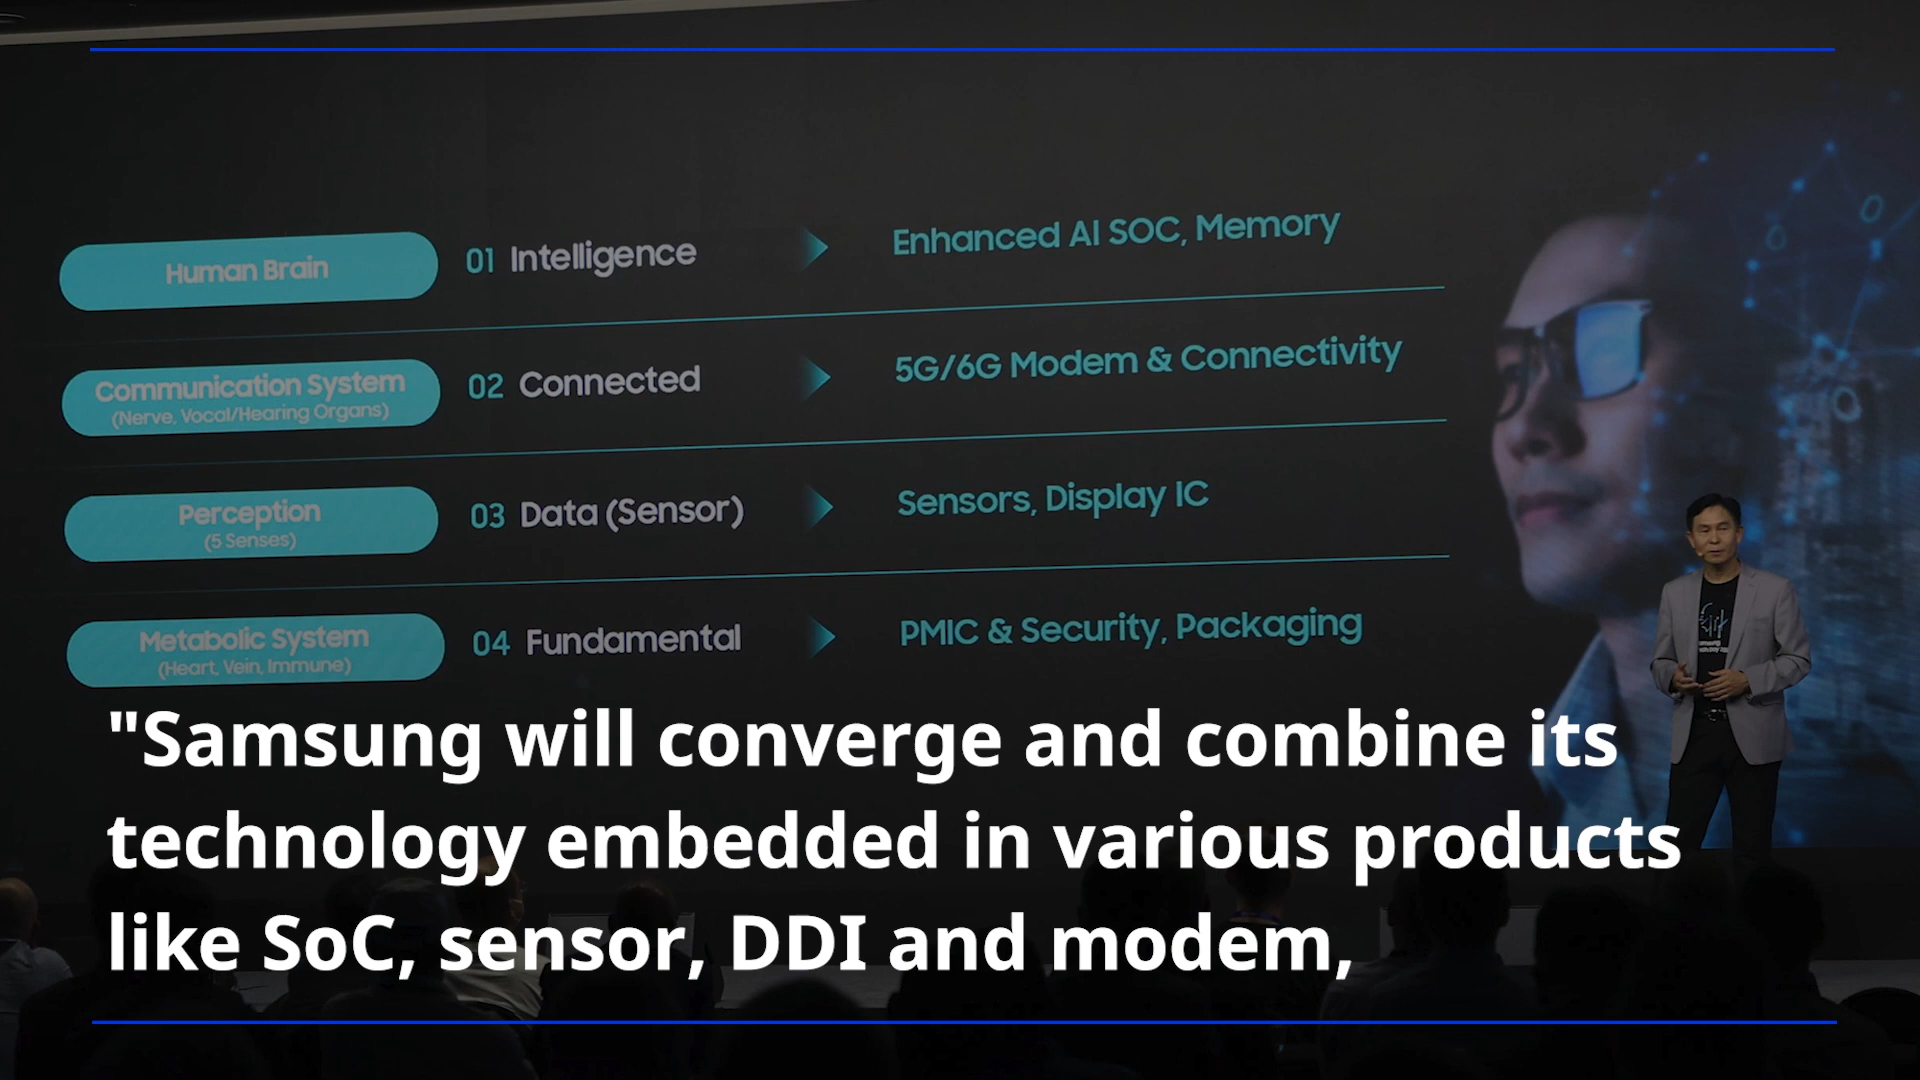 Human Brain 01 Intelligence Enhanced AI SOC, Memory
Communication System 02 Connected 5G/6G Modem & Connectivity
(Nerve, Vocal/Hearing Organs)
Perception 03 Data (Sensor) Sensors, Display IC
(5 Senses)
Metabolic System 04 Fundamental PMIC & Security, Packaging
(Heart, Vein, Immune)
"Samsung will converge and combine its
technology embedded in various products
like SoC, sensor, DDI and modem,